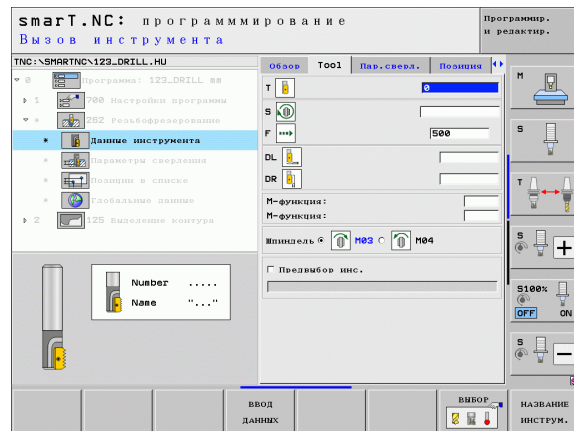 smarT.NC: программмирование
Вызов инструмента
Программир.
и редактир.
TNC:\SMARTNC\123_DRILL.HU
0 Программа: 123_DRILL мм
1 700 Настройки программы
262 Резьбофрезерование
* Данные инструмента
* Параметры сверления
* Позиции в списке
* Глобальные данные
2 125 Выделение контура
Обзор Tool Пар.сверл. Позиция
T 0
S
F 500
DL
DR
М-функция:
М-функция:
Шпиндель M03 M04
Предвыбор инс.
Number .....
Name "..."
M
S
T
S
S100%
OFF ON
S
ВВОД
ДАННЫХ
ВЫБОР
НАЗВАНИЕ
ИНСТРУМ.